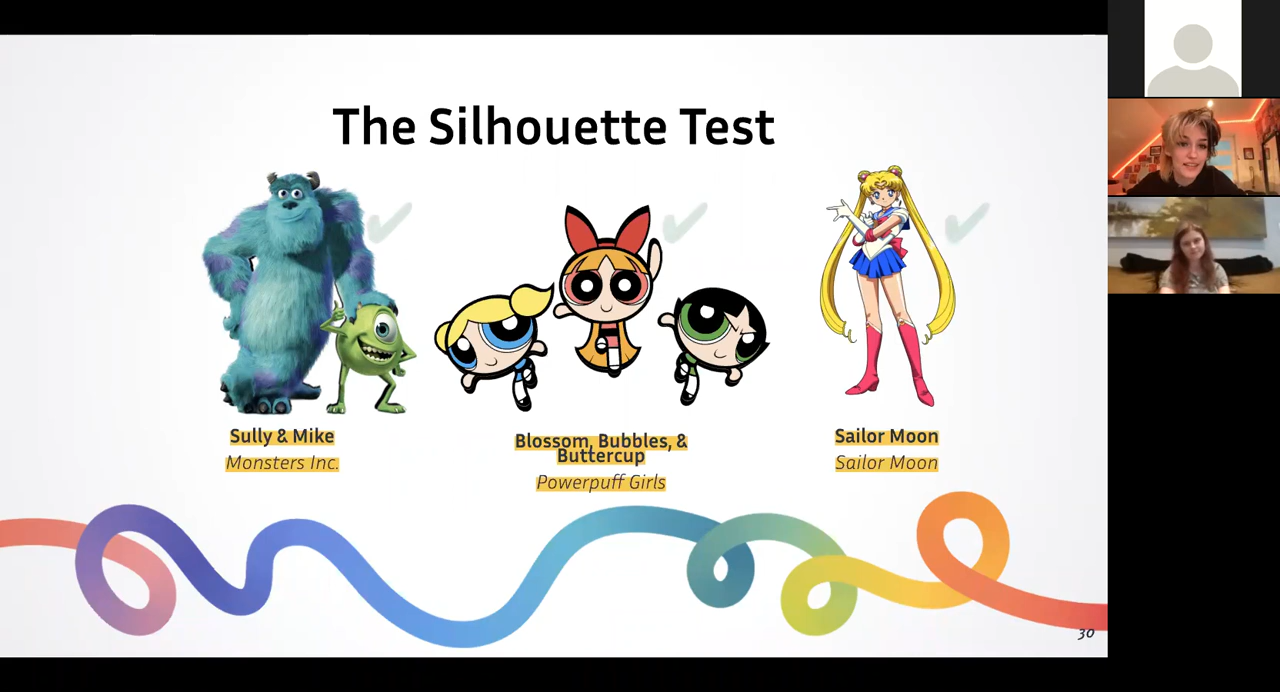 The Silhouette Test
Sully & Mike
Monsters Inc.
Blossom, Bubbles, &
Buttercup
Powerpuff Girls
Sailor Moon
Sailor Moon
30